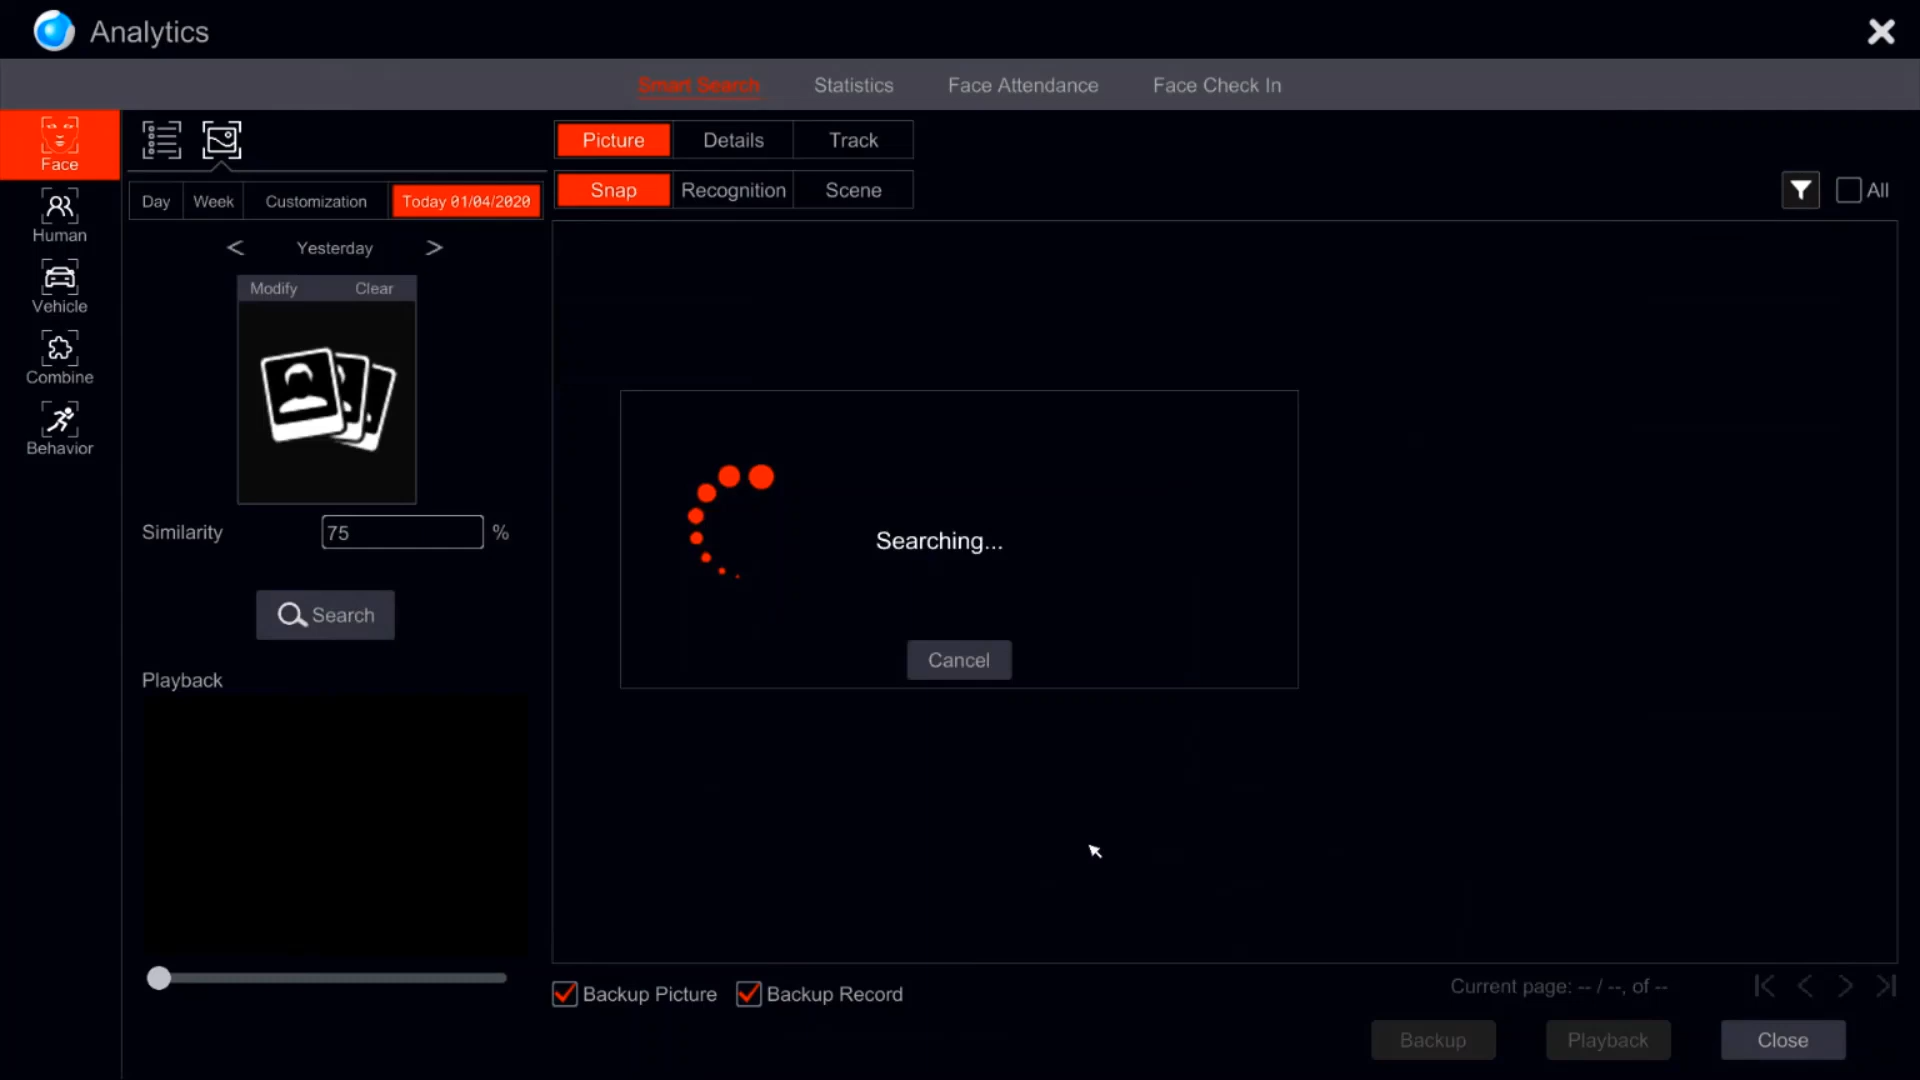 Analytics
Smart Search Statistics Face Attendance Face Check In
Face
Human
Vehicle
Combine
Behavior
Day Week Customization Today 01/04/2020
< Yesterday >
Modify Clear
Similarity 75 %
Search
Playback
Picture Details Track
Snap Recognition Scene
All
Searching...
Cancel
Backup Picture Backup Record
Current page: -- / --, of --
Backup Playback Close